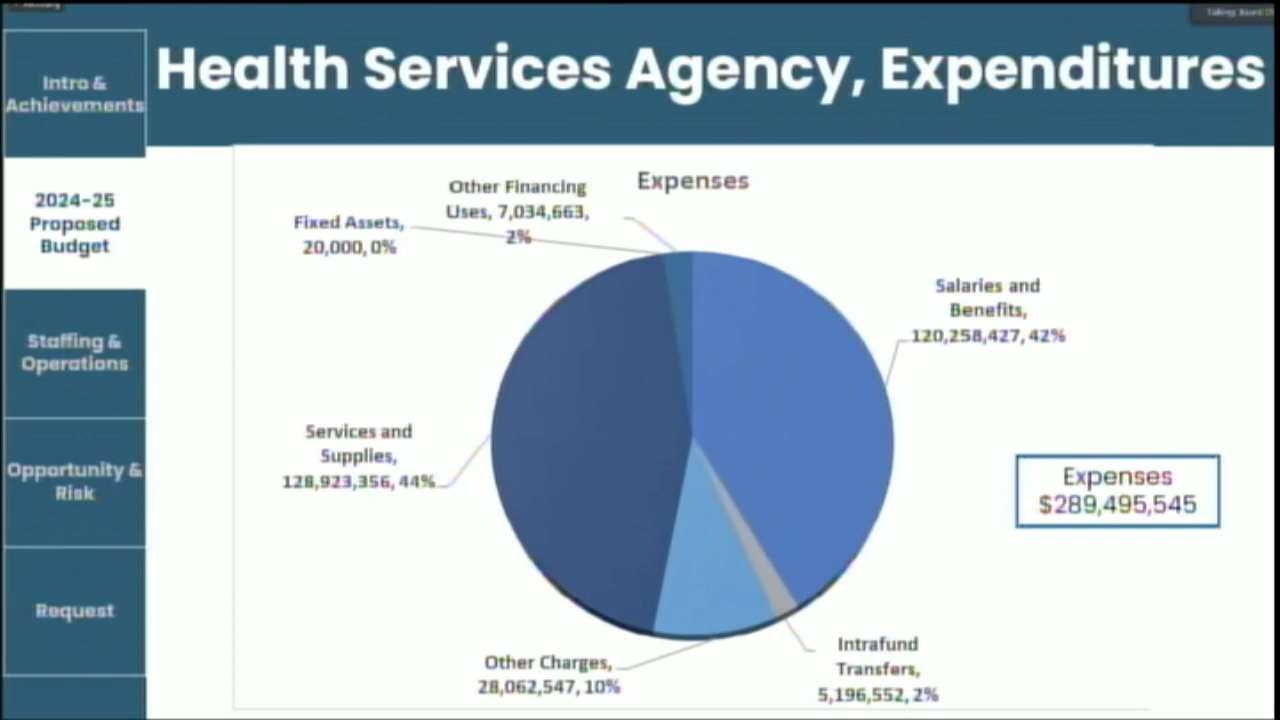 Health Services Agency, Expenditures
Intro &
Achievements
2024-25
Proposed
Budget
Staffing &
Operations
Opportunity &
Risk
Request
Expenses
Other Financing
Uses, 7,034,663,
2%
Fixed Assets,
20,000, 0%
Salaries and
Benefits,
120,258,427, 42%
Services and
Supplies,
128,923,356, 44%
Expenses
$289,495,545
Other Charges,
28,062,547, 10%
Intrafund
Transfers,
5,196,552, 2%